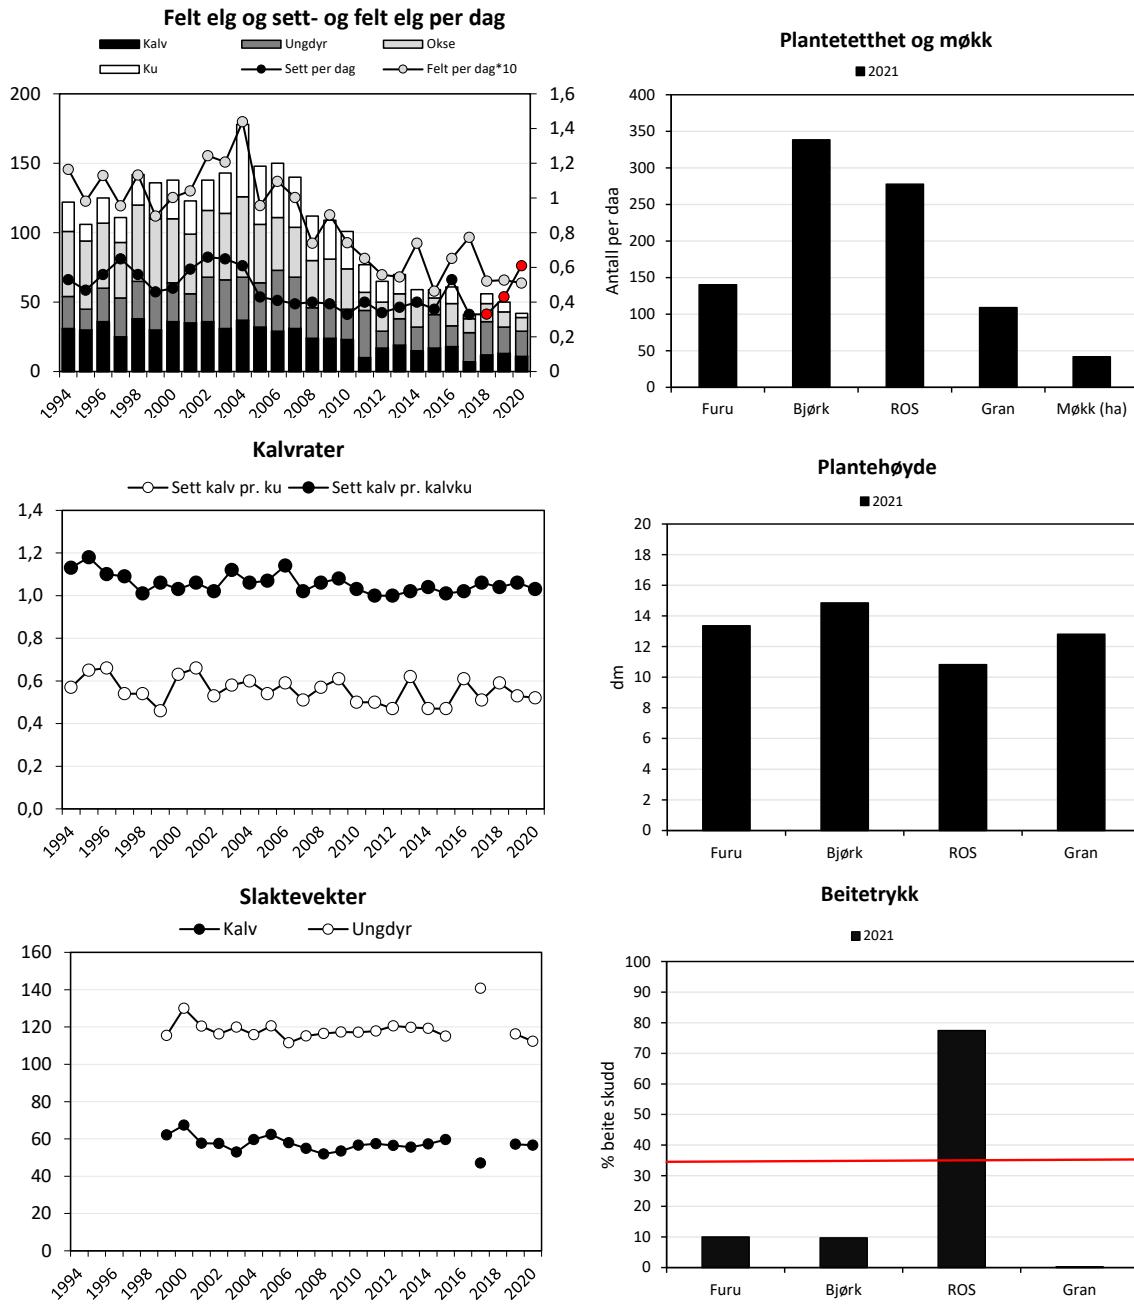 Felt elg og sett- og felt elg per dag
Kalv Ungdyr Okse
Ku Sett per dag Felt per dag*10
200 150 100 50 0
1,6 1,4 1,2 1 0,8 0,6 0,4 0,2 0
1994 1996 1998 2000 2002 2004 2006 2008 2010 2012 2014 2016 2018 2020
Plantetetthet og møkk
2021
Antall per daa
400 350 300 250 200 150 100 50 0
Furu Bjørk ROS Gran Møkk (ha)
Kalvrater
Sett kalv pr. ku Sett kalv pr. kalvku
1,4 1,2 1,0 0,8 0,6 0,4 0,2 0,0
1994 1996 1998 2000 2002 2004 2006 2008 2010 2012 2014 2016 2018 2020
Plantehøyde
2021
dm
20 18 16 14 12 10 8 6 4 2 0
Furu Bjørk ROS Gran
Slaktevekter
Kalv Ungdyr
160 140 120 100 80 60 40 20 0
1994 1996 1998 2000 2002 2004 2006 2008 2010 2012 2014 2016 2018 2020
Beitetrykk
2021
% beite skudd
100 90 80 70 60 50 40 30 20 10 0
Furu Bjørk ROS Gran